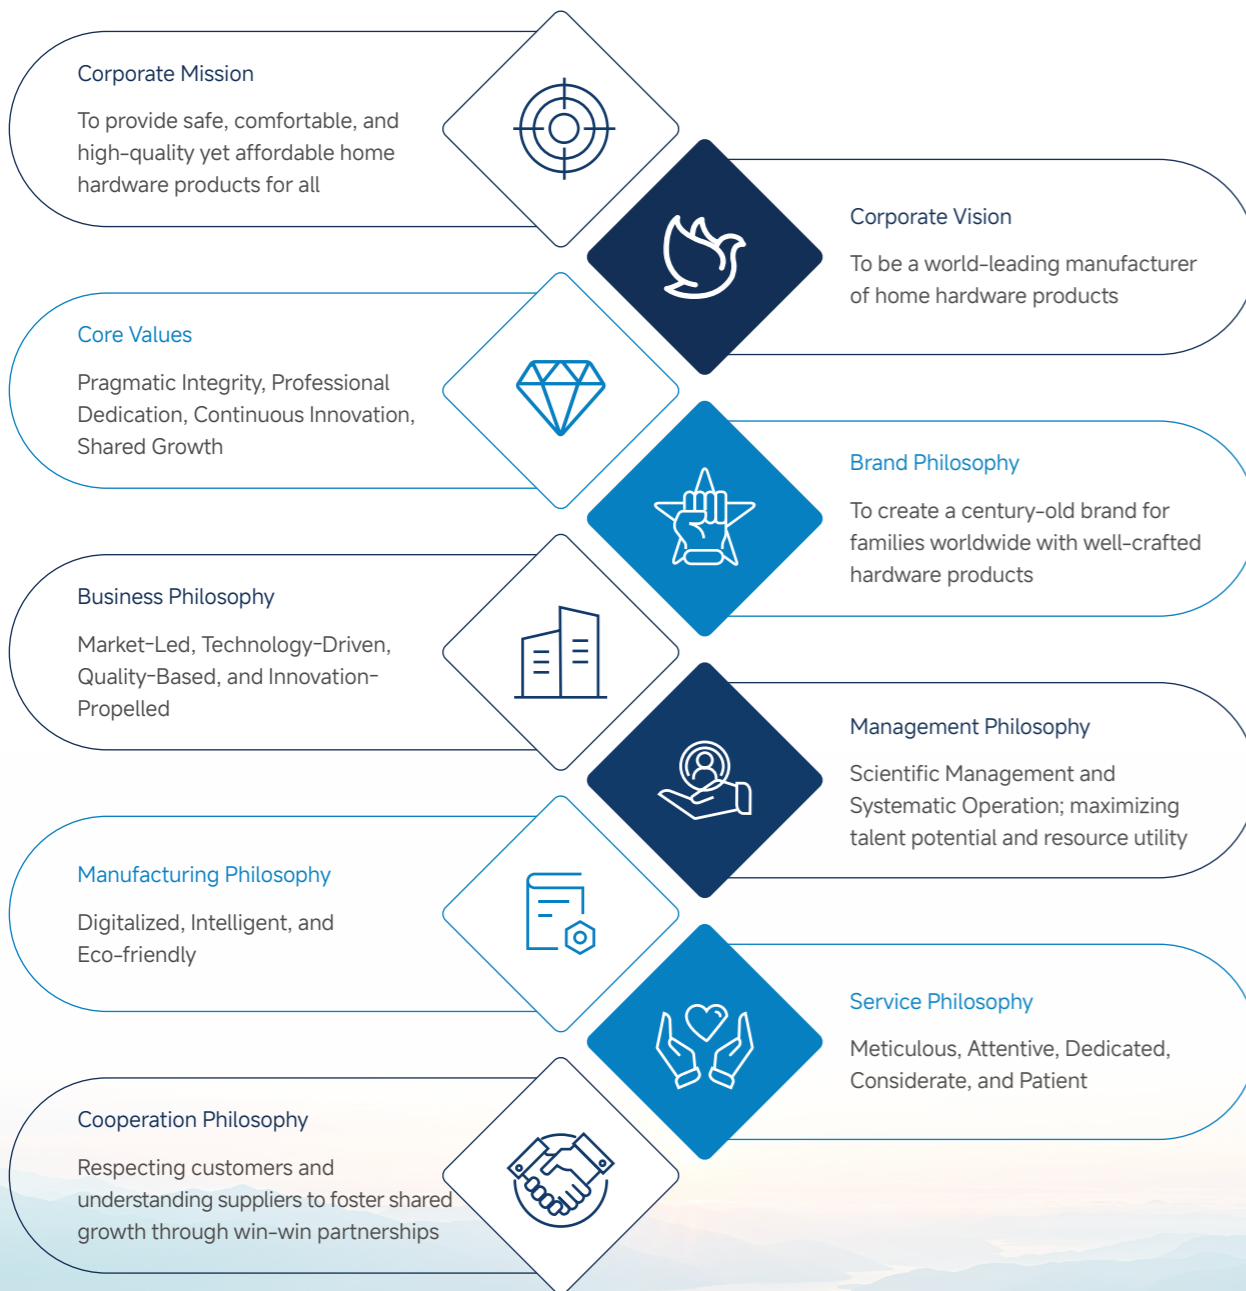 Corporate Mission
To provide safe, comfortable, and
high-quality yet affordable home
hardware products for all
Corporate Vision
To be a world-leading manufacturer
of home hardware products
Core Values
Pragmatic Integrity, Professional
Dedication, Continuous Innovation,
Shared Growth
Brand Philosophy
To create a century-old brand for
families worldwide with well-crafted
hardware products
Business Philosophy
Market-Led, Technology-Driven,
Quality-Based, and Innovation-
Propelled
Management Philosophy
Scientific Management and
Systematic Operation; maximizing
talent potential and resource utility
Manufacturing Philosophy
Digitalized, Intelligent, and
Eco-friendly
Service Philosophy
Meticulous, Attentive, Dedicated,
Considerate, and Patient
Cooperation Philosophy
Respecting customers and
understanding suppliers to foster shared
growth through win-win partnerships